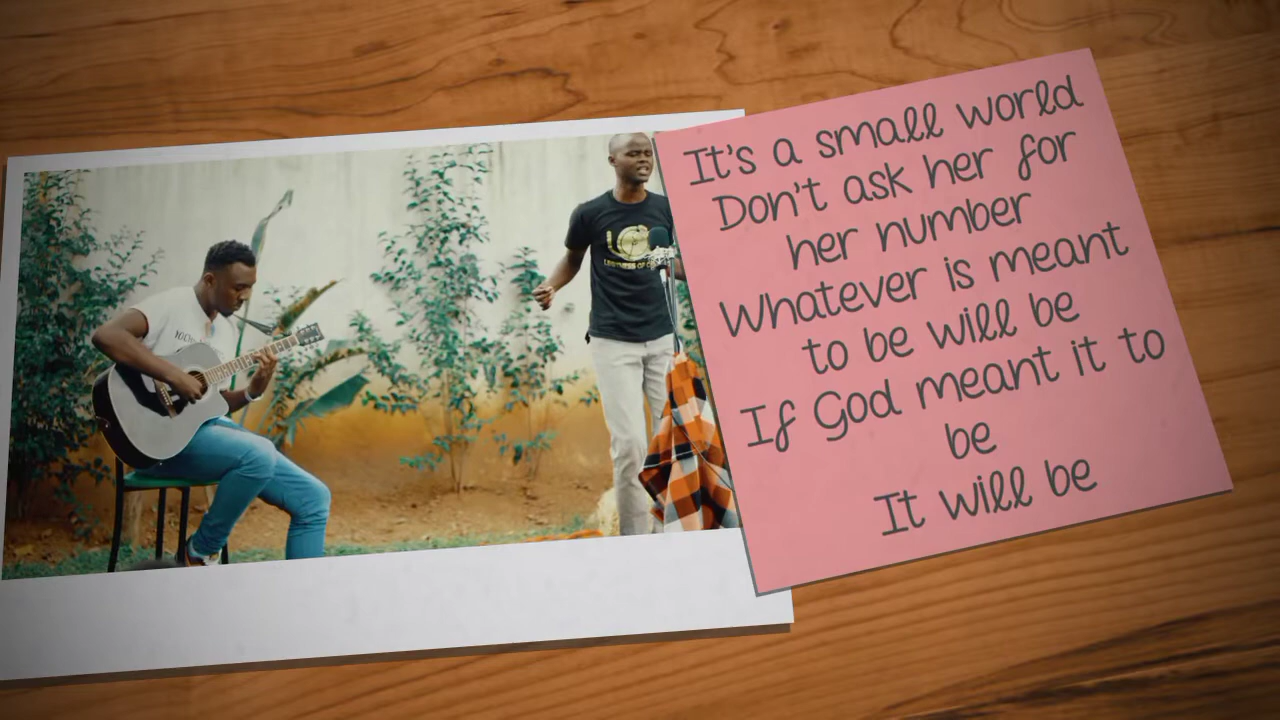 It's a small world
Don't ask her for
her number
Whatever is meant
to be will be
If God meant it to
be
It will be